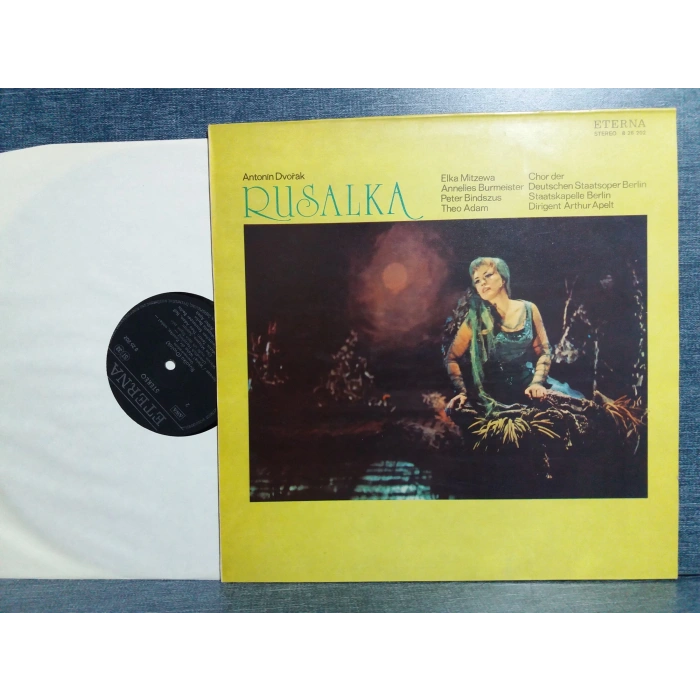 ETERNA
STEREO
Antonín Dvořák
RUSALKA
Elka Mitzewa
Annelies Burmeister
Peter Bindszus
Theo Adam
Chor der
Deutschen Staatsoper Berlin
Staatskapelle Berlin
Dirigent Arthur Apelt
ETERNA
STEREO